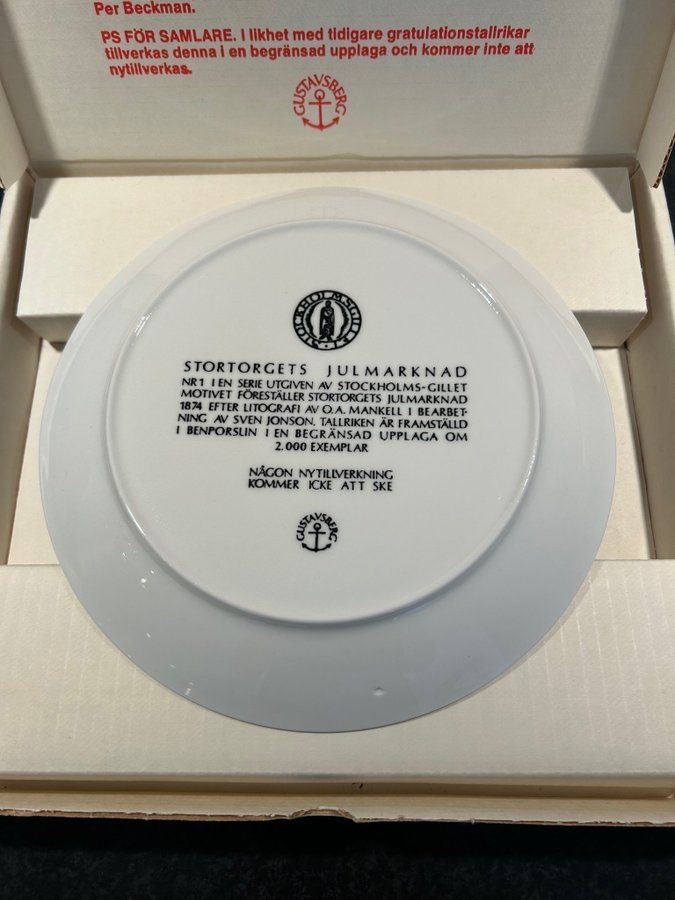 Per Beckman.
PS FÖR SAMLARE. I likhet med tidigare gratulationstallrikar
tillverkas denna i en begränsad upplaga och kommer inte att
nytillverkas.
GUSTAVSBERG
STOCKHOLMSGILLET
STORTORGETS JULMARKNAD
NR 1 I EN SERIE UTGIVEN AV STOCKHOLMS-GILLET
MOTIVET FÖRESTÄLLER STORTORGETS JULMARKNAD
1874 EFTER LITOGRAFI AV O.A. MANKELL I BEARBET-
NING AV SVEN JONSON. TALLRIKEN ÄR FRAMSTÄLLD
I BENPORSLIN I EN BEGRÄNSAD UPPLAGA OM
2.000 EXEMPLAR
NÅGON NYTILLVERKNING
KOMMER ICKE ATT SKE
GUSTAVSBERG